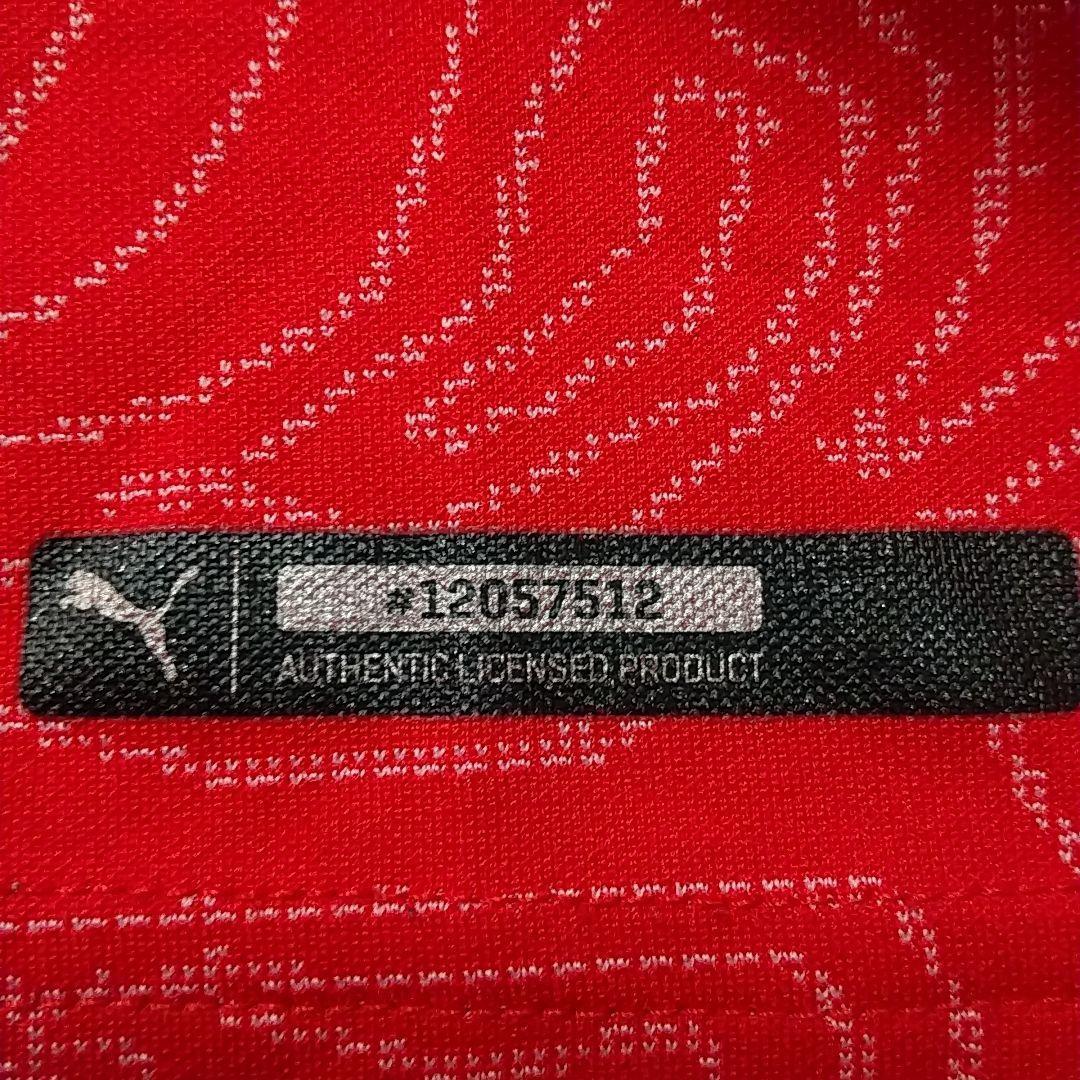 #12057512
AUTHENTIC LICENSED PRODUCT